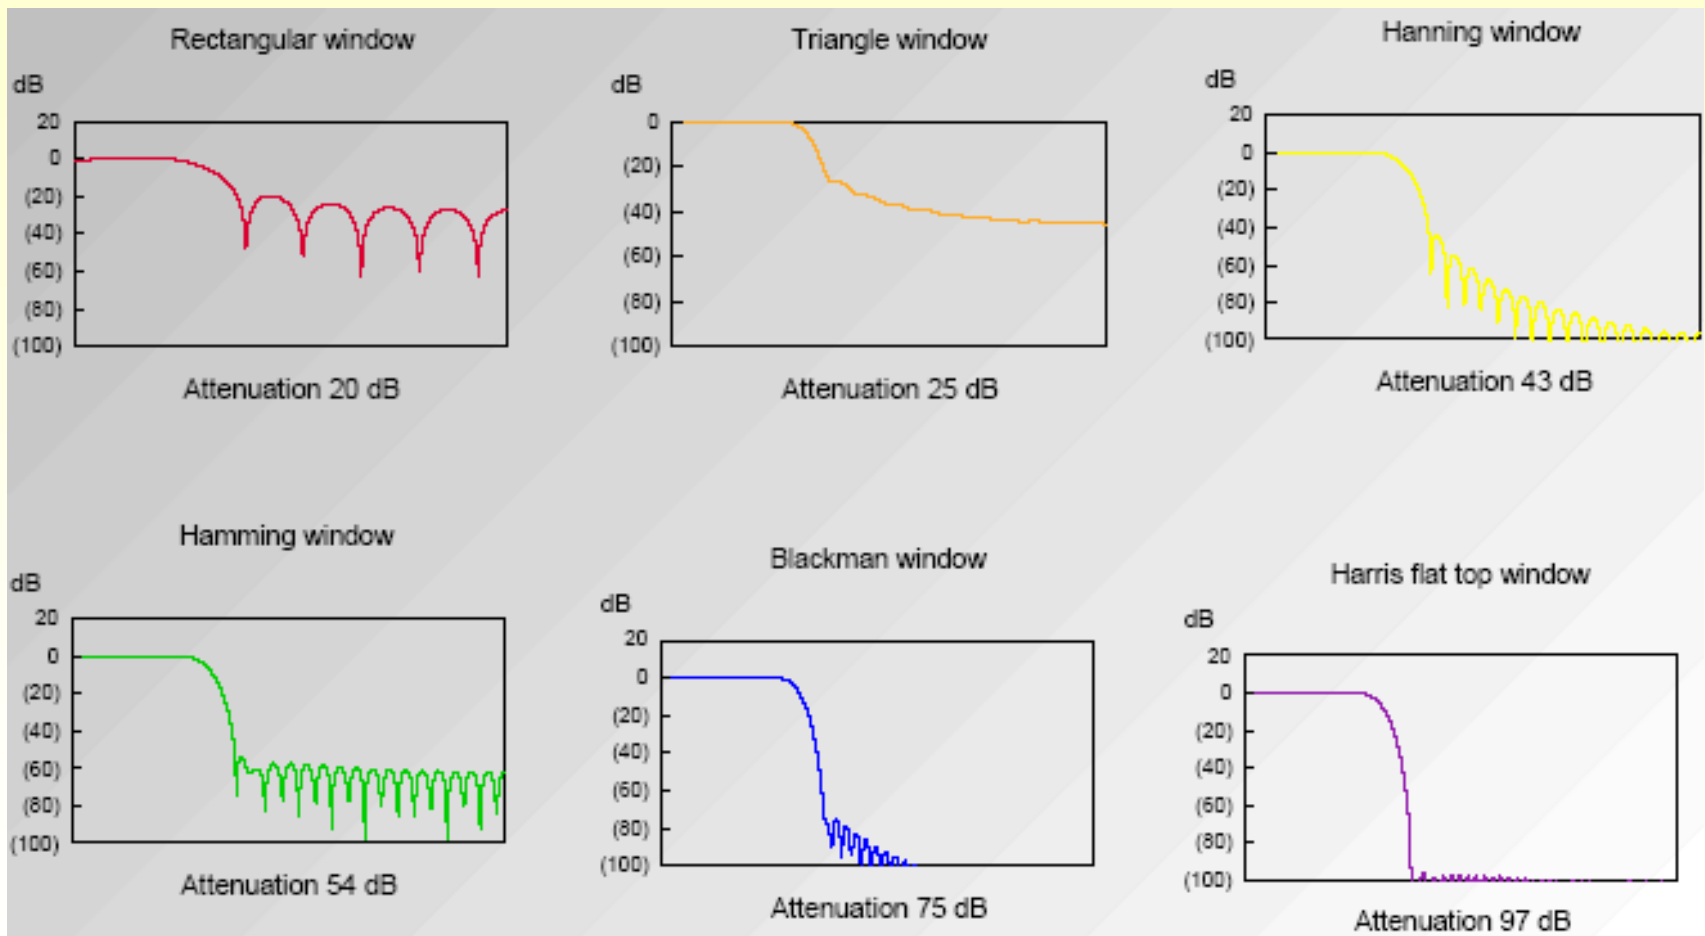 Rectangular window
dB
20
0
(20)
(40)
(60)
(80)
(100)
Attenuation 20 dB
Triangle window
dB
0
(20)
(40)
(60)
(80)
(100)
Attenuation 25 dB
Hanning window
dB
20
0
(20)
(40)
(60)
(80)
(100)
Attenuation 43 dB
Hamming window
dB
20
0
(20)
(40)
(60)
(80)
(100)
Attenuation 54 dB
Blackman window
dB
20
0
(20)
(40)
(60)
(80)
(100)
Attenuation 75 dB
Harris flat top window
dB
20
0
(20)
(40)
(60)
(80)
(100)
Attenuation 97 dB